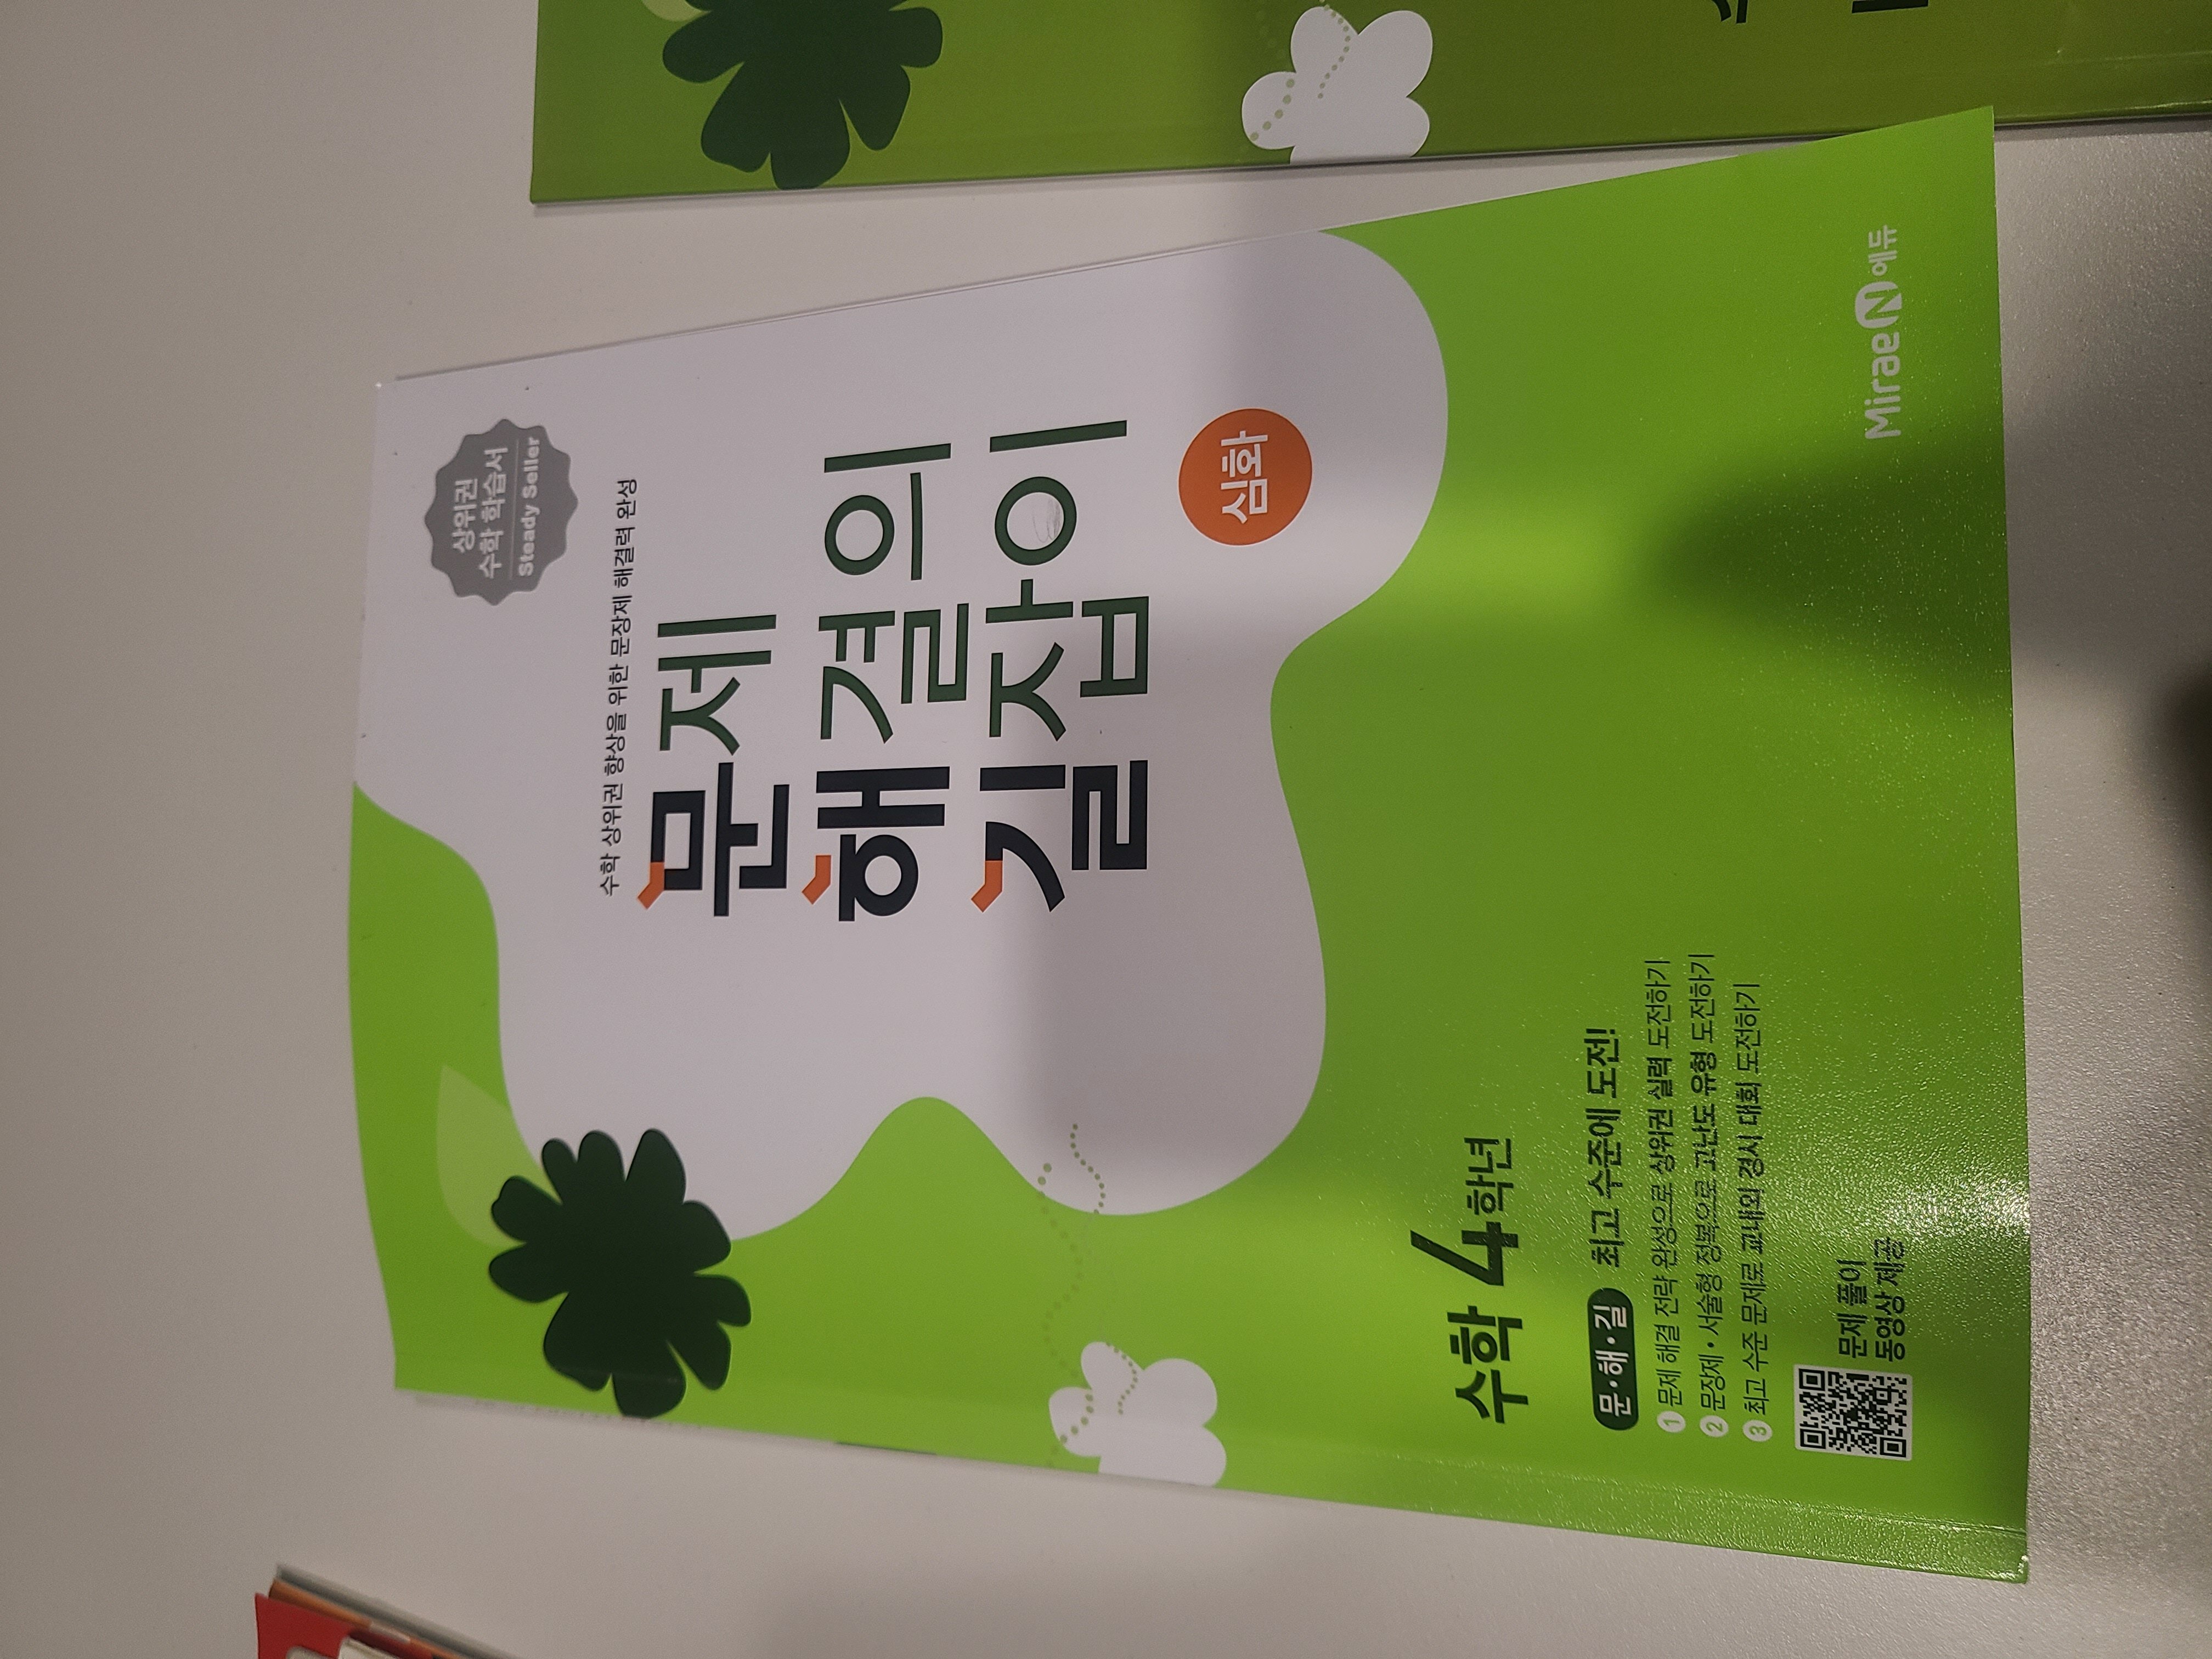 상위권
수학 학습서
Steady Seller
수학 상위권 향상을 위한 문장제 해결력 완성
문제
해결의
길잡이
심화
수학 4학년
문・해・길 최고 수준에 도전!
1 문제 해결 전략 완성으로 상위권 실력 도전하기
2 문장제・서술형 정복으로 고난도 유형 도전하기
3 최고 수준 문제로 교내외 경시 대회 도전하기
문제 풀이
동영상 제공
Mirae N 에듀